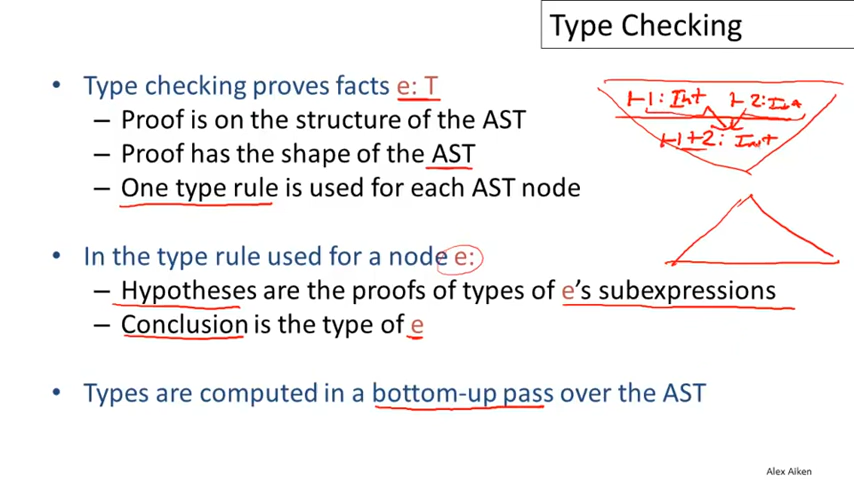 Type Checking
• Type checking proves facts e: T
– Proof is on the structure of the AST
– Proof has the shape of the AST
– One type rule is used for each AST node
• In the type rule used for a node e:
– Hypotheses are the proofs of types of e's subexpressions
– Conclusion is the type of e
• Types are computed in a bottom-up pass over the AST
⊢1: Int ⊢2: Int
⊢1+2: Int
Alex Aiken